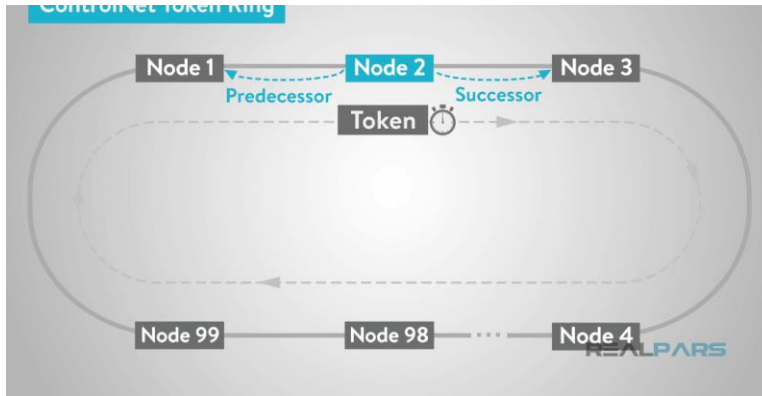 ControlNet Token Ring
Node 1
Node 2
Node 3
Predecessor
Successor
Token
Node 99
Node 98
Node 4
REALPARS